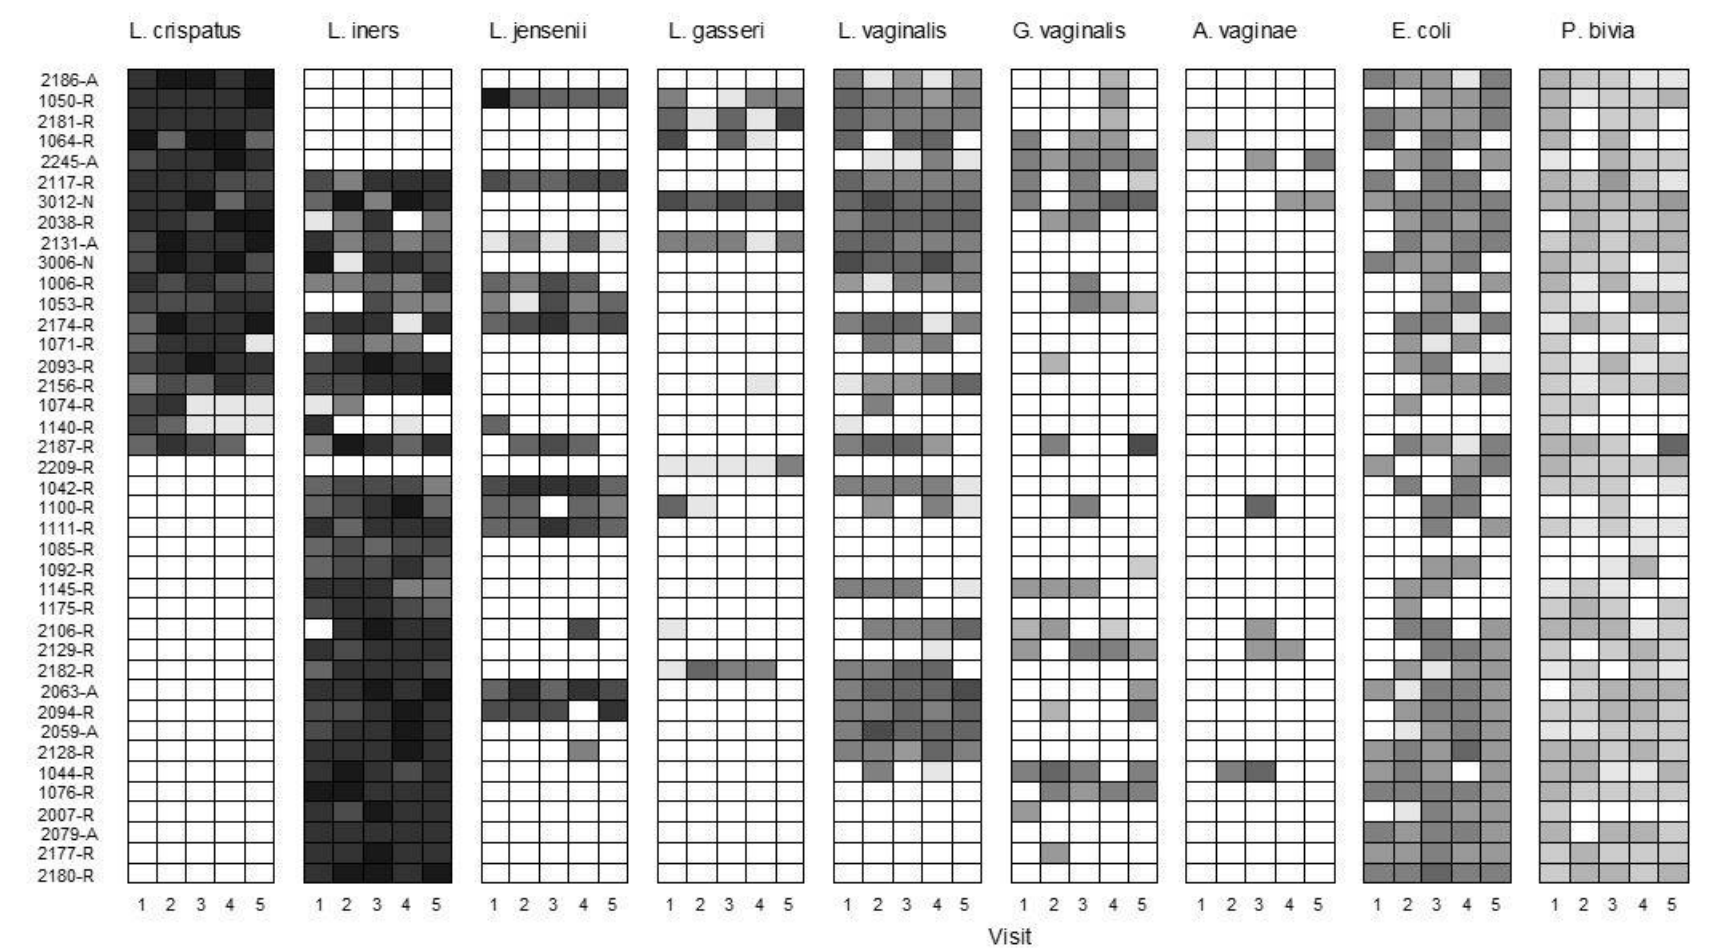 L. crispatus L. iners L. jensenii L. gasseri L. vaginalis G. vaginalis A. vaginae E. coli P. bivia
2186-A
1050-R
2181-R
1064-R
2245-A
2117-R
3012-N
2038-R
2131-A
3006-N
1006-R
1053-R
2174-R
1071-R
2093-R
2156-R
1074-R
1140-R
2187-R
2209-R
1042-R
1100-R
1111-R
1085-R
1092-R
1145-R
1175-R
2106-R
2129-R
2182-R
2063-A
2094-R
2059-A
2128-R
1044-R
1076-R
2007-R
2079-A
2177-R
2180-R
1 2 3 4 5 1 2 3 4 5 1 2 3 4 5 1 2 3 4 5 1 2 3 4 5 1 2 3 4 5 1 2 3 4 5 1 2 3 4 5 1 2 3 4 5
Visit